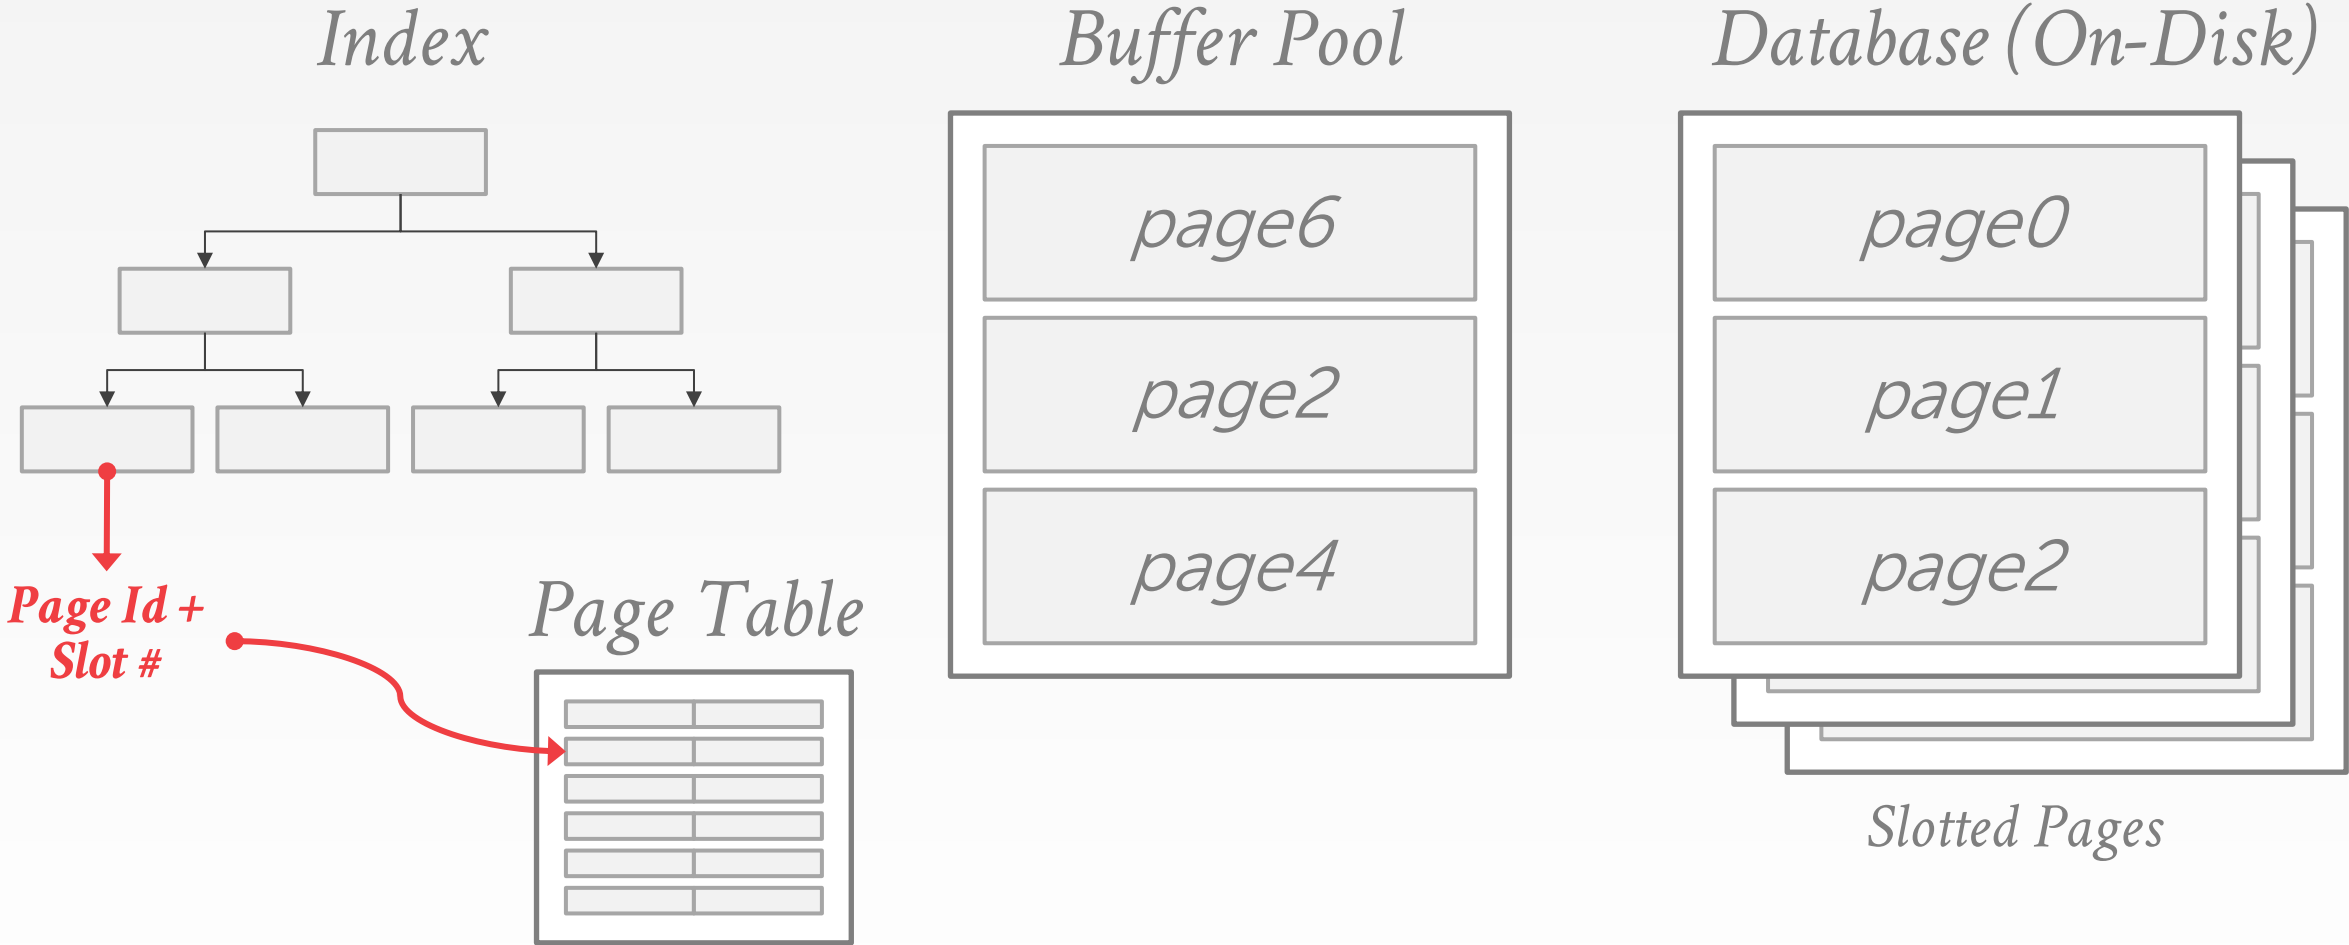 Index
Buffer Pool
Database (On-Disk)
page6
page2
page4
page0
page1
page2
Page Id +
Slot #
Page Table
Slotted Pages